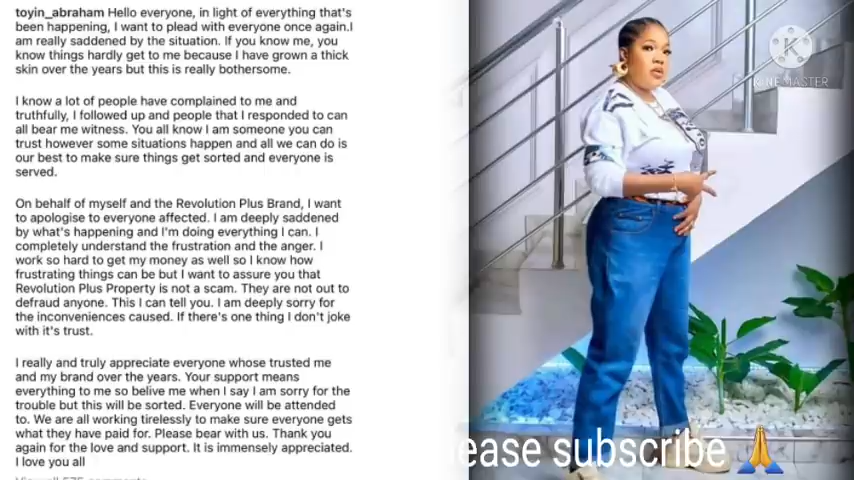 toyin_abraham Hello everyone, in light of everything that's
been happening, I want to plead with everyone once again.I
am really saddened by the situation. If you know me, you
know things hardly get to me because I have grown a thick
skin over the years but this is really bothersome.
I know a lot of people have complained to me and
truthfully, I followed up and people that I responded to can
all bear me witness. You all know I am someone you can
trust however some situations happen and all we can do is
our best to make sure things get sorted and everyone is
served.
On behalf of myself and the Revolution Plus Brand, I want
to apologise to everyone affected. I am deeply saddened
by what's happening and I'm doing everything I can. I
completely understand the frustration and the anger. I
work so hard to get my money as well so I know how
frustrating things can be but I want to assure you that
Revolution Plus Property is not a scam. They are not out to
defraud anyone. This I can tell you. I am deeply sorry for
the inconveniences caused. If there's one thing I don't joke
with it's trust.
I really and truly appreciate everyone whose trusted me
and my brand over the years. Your support means
everything to me so belive me when I say I am sorry for the
trouble but this will be sorted. Everyone will be attended
to. We are all working tirelessly to make sure everyone gets
what they have paid for. Please bear with us. Thank you
again for the love and support. It is immensely appreciated.
I love you all
KINEMASTER
ease subscribe 🙏